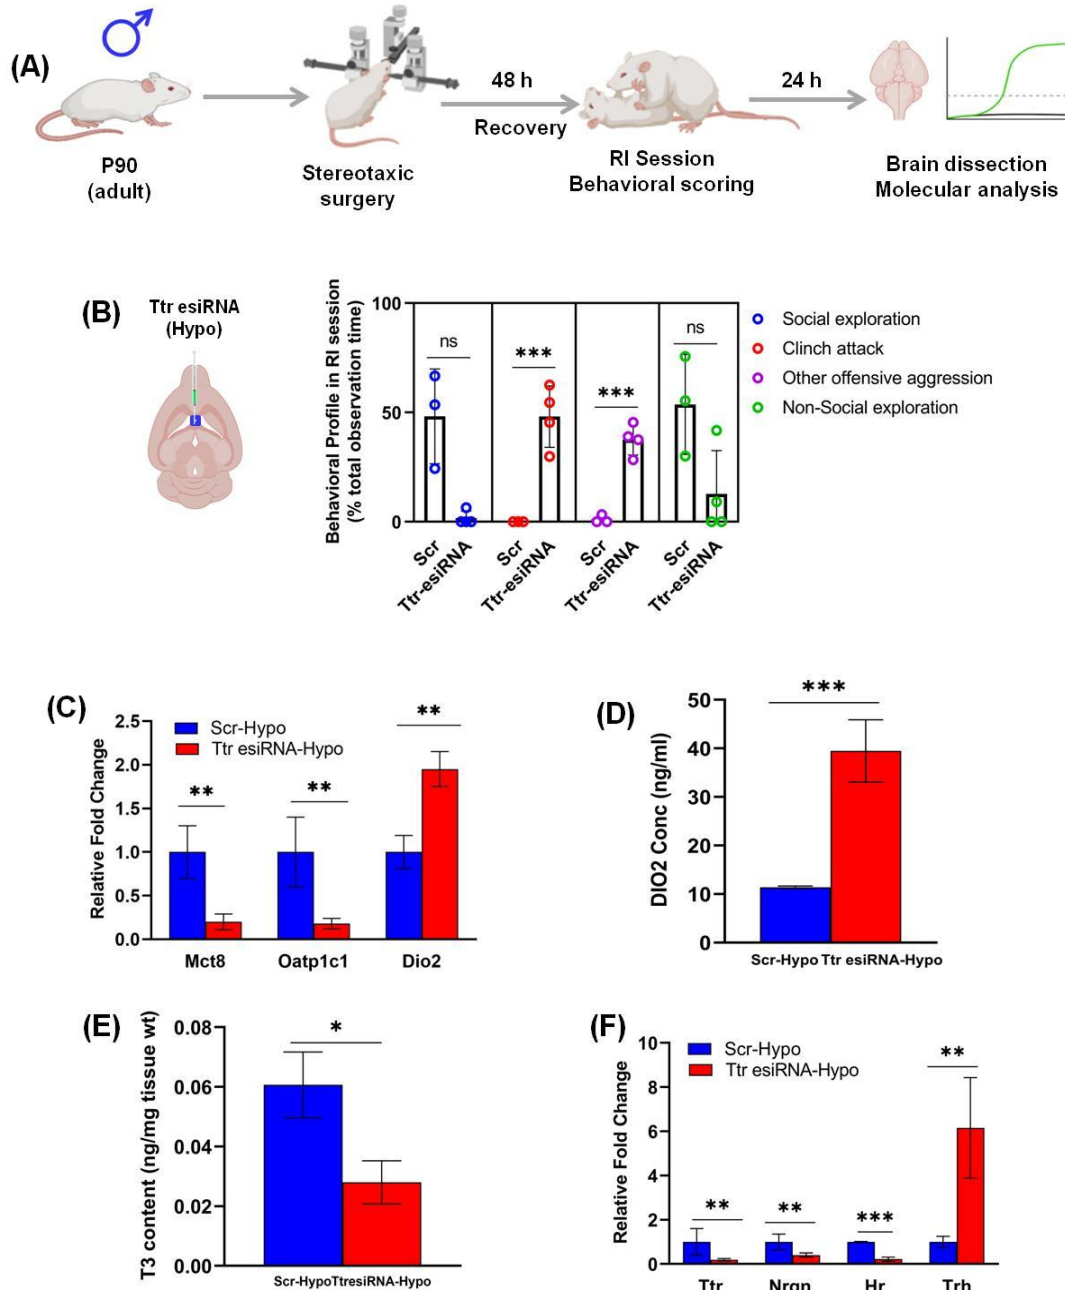 (A)
P90
(adult)
Stereotaxic
surgery
48 h
Recovery
RI Session
Behavioral scoring
24 h
Brain dissection
Molecular analysis
(B)
Ttr esiRNA
(Hypo)
Behavioral Profile in RI session
(% total observation time)
100
50
0
ns
***
***
ns
Scr
Ttr-esiRNA
Scr
Ttr-esiRNA
Scr
Ttr-esiRNA
Scr
Ttr-esiRNA
Social exploration
Clinch attack
Other offensive aggression
Non-Social exploration
(C)
Relative Fold Change
2.5
2.0
1.5
1.0
0.5
0.0
Scr-Hypo
Ttr esiRNA-Hypo
**
**
**
Mct8 Oatp1c1 Dio2
(D)
DIO2 Conc (ng/ml)
50
40
30
20
10
0
***
Scr-Hypo Ttr esiRNA-Hypo
(E)
T3 content (ng/mg tissue wt)
0.08
0.06
0.04
0.02
0.00
*
Scr-HypoTtresiRNA-Hypo
(F)
Relative Fold Change
10
8
6
4
2
0
Scr-Hypo
Ttr esiRNA-Hypo
**
**
***
**
Ttr Nrgn Hr Trh